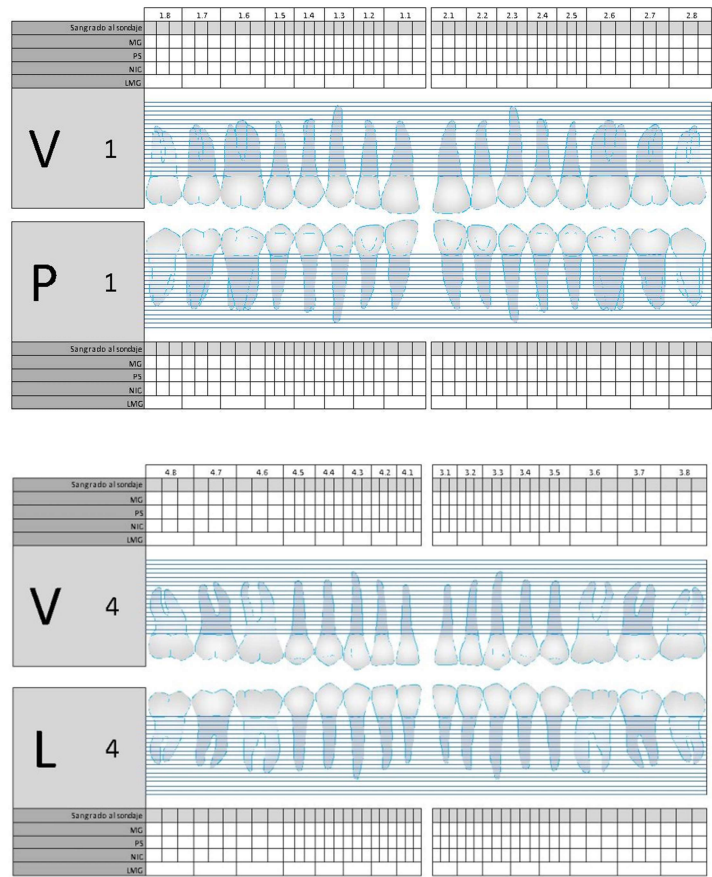 1.8 1.7 1.6 1.5 1.4 1.3 1.2 1.1 2.1 2.2 2.3 2.4 2.5 2.6 2.7 2.8
Sangrado al sondaje
MG
PS
NIC
LMG
V 1
P 1
Sangrado al sondaje
MG
PS
NIC
LMG
4.8 4.7 4.6 4.5 4.4 4.3 4.2 4.1 3.1 3.2 3.3 3.4 3.5 3.6 3.7 3.8
Sangrado al sondaje
MG
PS
NIC
LMG
V 4
L 4
Sangrado al sondaje
MG
PS
NIC
LMG